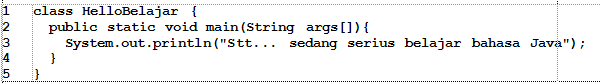 1 class HelloBelajar {
2   public static void main(String args[]){
3     System.out.println("Stt... sedang serius belajar bahasa Java");
4   }
5 }